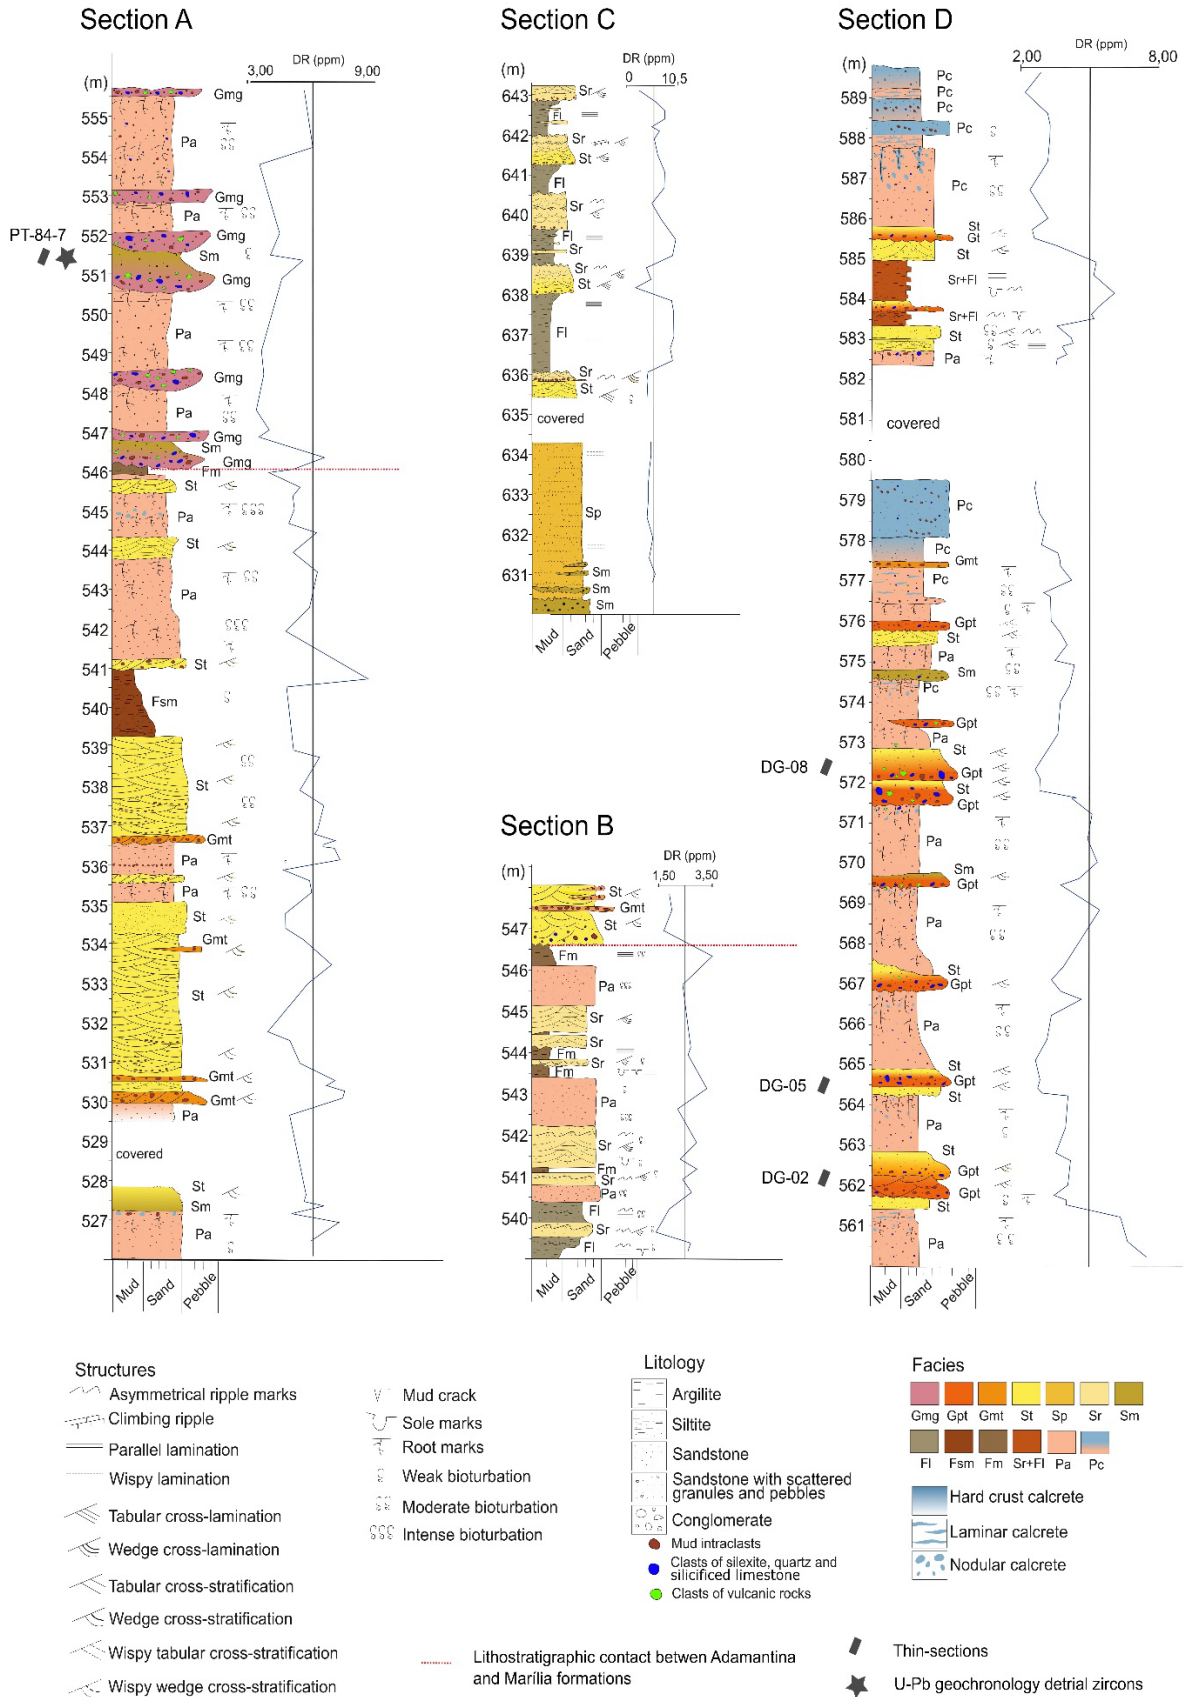 Section A
DR (ppm)
3,00
9,00
(m)
555
554
553
552
551
550
549
548
547
546
545
544
543
542
541
540
539
538
537
536
535
534
533
532
531
530
529
528
527
PT-84-7
Gmg
Pa
Gmg
Pa
Gmg
Sm
Gmg
Pa
Gmg
Pa
Gmg
Sm
Gmg
Fm
St
Pa
St
Pa
St
Fsm
St
Gmt
Pa
Pa
St
Gmt
St
Gmt
Gmt
Pa
covered
St
Sm
Pa
Mud
Sand
Pebble
Section C
DR (ppm)
0
10,5
(m)
643
642
641
640
639
638
637
636
635
634
633
632
631
Sr
Fl
Sr
St
Fl
Sr
Fl
Sr
Sr
St
Fl
Sr
St
covered
Sp
Sm
Sm
Sm
Mud
Sand
Pebble
Section B
DR (ppm)
1,50
3,50
(m)
547
546
545
544
543
542
541
540
St
Gmt
St
Fm
Pa
Sr
Sr
Fm
Sr
Fm
Pa
Sr
Fm
Sr
Pa
Fl
Sr
Fl
Mud
Sand
Pebble
Section D
DR (ppm)
2,00
8,00
(m)
589
588
587
586
585
584
583
582
581
580
579
578
577
576
575
574
573
572
571
570
569
568
567
566
565
564
563
562
561
DG-08
DG-05
DG-02
Pc
Pc
Pc
Pc
Pc
St
Gt
St
Sr+Fl
Sr+Fl
St
Pa
covered
Pc
Pc
Gmt
Pc
Gpt
St
Pa
Sm
Pc
Gpt
Pa
St
Gpt
St
Gpt
Pa
Sm
Gpt
Pa
St
Gpt
Pa
St
Gpt
St
Pa
St
Gpt
Gpt
St
Pa
Mud
Sand
Pebble
Structures
Asymmetrical ripple marks
Climbing ripple
Parallel lamination
Wispy lamination
Tabular cross-lamination
Wedge cross-lamination
Tabular cross-stratification
Wedge cross-stratification
Wispy tabular cross-stratification
Wispy wedge cross-stratification
Mud crack
Sole marks
Root marks
Weak bioturbation
Moderate bioturbation
Intense bioturbation
Litology
Argilite
Siltite
Sandstone
Sandstone with scattered
granules and pebbles
Conglomerate
Mud intraclasts
Clasts of silexite, quartz and
silicificed limestone
Clasts of vulcanic rocks
Facies
Gmg Gpt Gmt St Sp Sr Sm
Fl Fsm Fm Sr+Fl Pa Pc
Hard crust calcrete
Laminar calcrete
Nodular calcrete
Lithostratigraphic contact betwen Adamantina
and Marília formations
Thin-sections
U-Pb geochronology detrial zircons